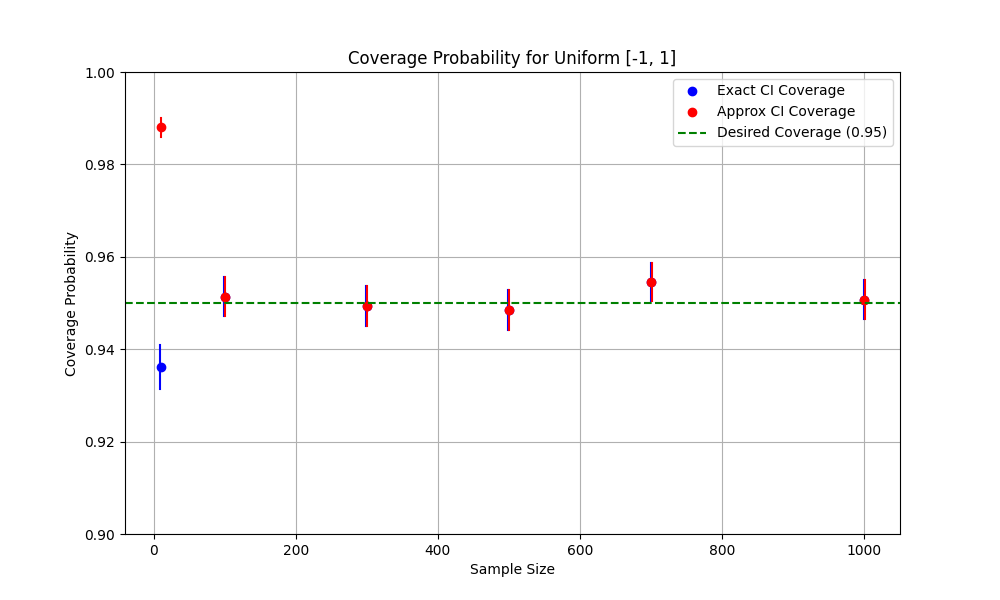 Coverage Probability for Uniform [-1, 1]
1.00
0.98
0.96
0.94
0.92
0.90
Coverage Probability
Exact CI Coverage
Approx CI Coverage
Desired Coverage (0.95)
0
200
400
600
800
1000
Sample Size